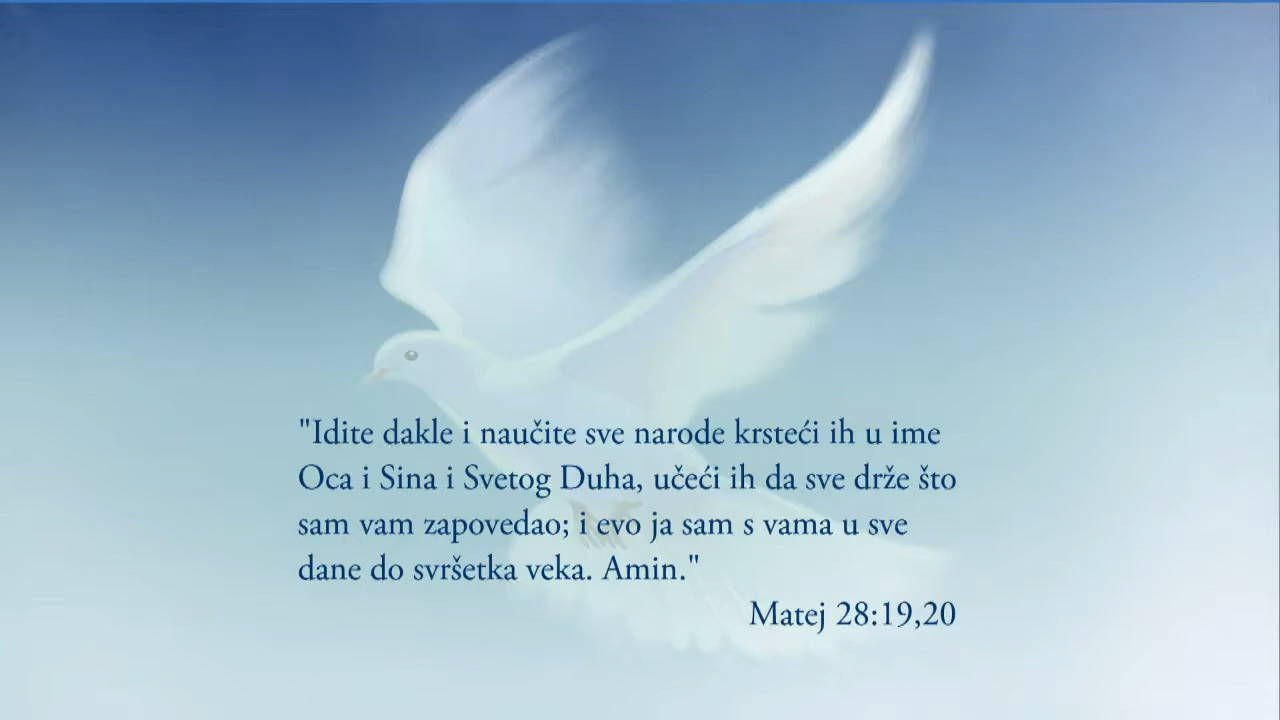 "Idite dakle i naučite sve narode krsteći ih u ime
Oca i Sina i Svetog Duha, učeći ih da sve drže što
sam vam zapovedao; i evo ja sam s vama u sve
dane do svršetka veka. Amin."
Matej 28:19,20